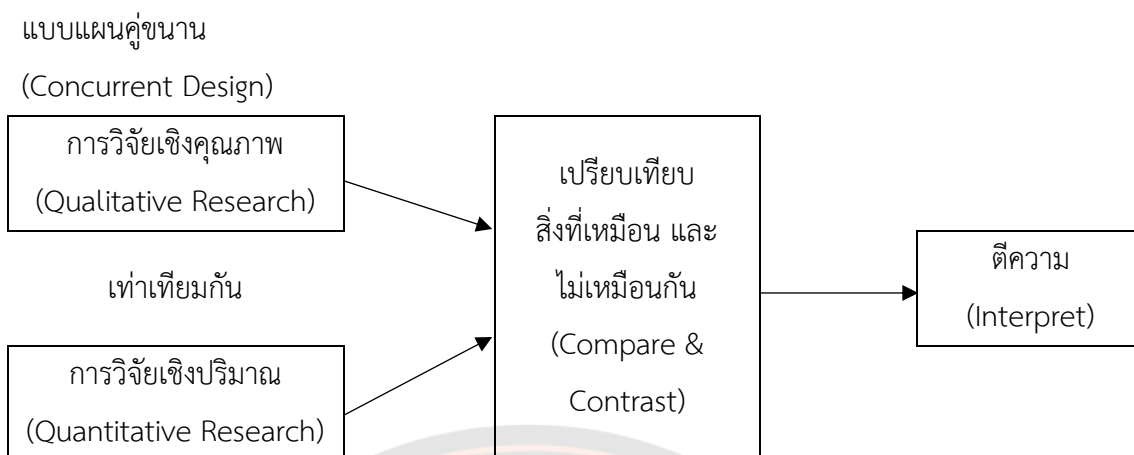 แบบแผนคู่ขนาน
(Concurrent Design)
การวิจัยเชิงคุณภาพ
(Qualitative Research)
เท่าเทียมกัน
การวิจัยเชิงปริมาณ
(Quantitative Research)
เปรียบเทียบ
สิ่งที่เหมือน และ
ไม่เหมือนกัน
(Compare &
Contrast)
ตีความ
(Interpret)